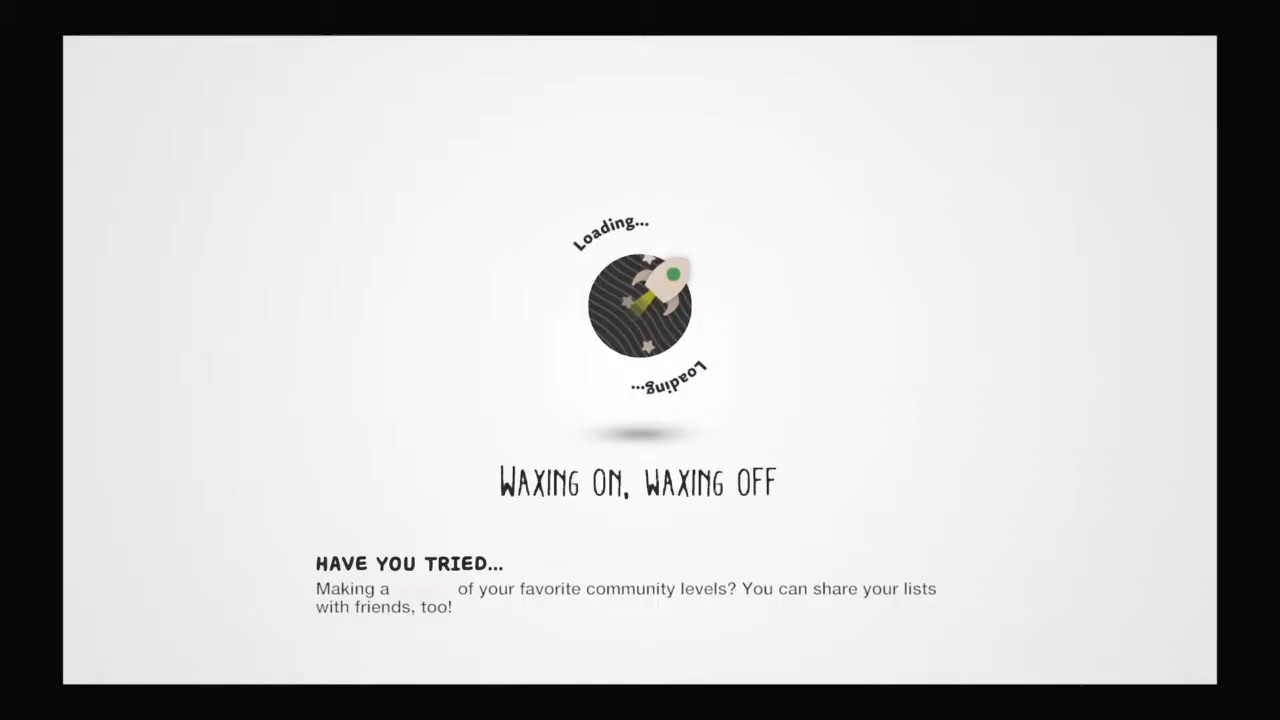 Loading...
Loading...
WAXING ON, WAXING OFF
HAVE YOU TRIED...
Making a of your favorite community levels? You can share your lists
with friends, too!